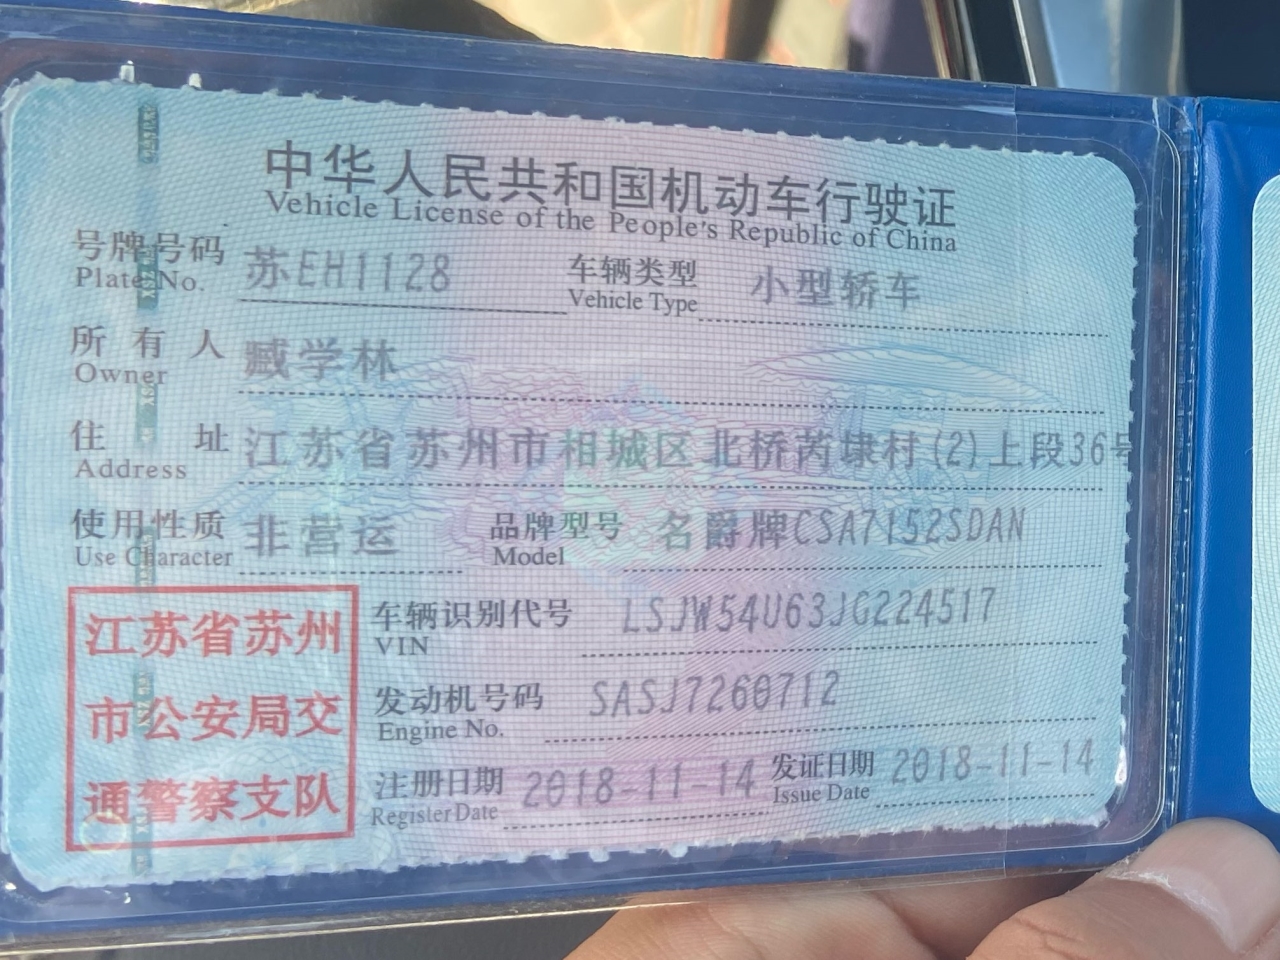 中华人民共和国机动车行驶证
Vehicle License of the People's Republic of China
号牌号码 苏EH1128 车辆类型 小型轿车
Plate No. Vehicle Type
所有人 臧学林
Owner
住址 江苏省苏州市相城区北桥芮埭村(2)上段36号
Address
使用性质 非营运 品牌型号 名爵牌CSA7152SDAN
Use Character Model
江苏省苏州
市公安局交
通警察支队
车辆识别代号 LSJW54U63JG224517
VIN
发动机号码 SASJ7260712
Engine No.
注册日期 2018-11-14 发证日期 2018-11-14
Register Date Issue Date